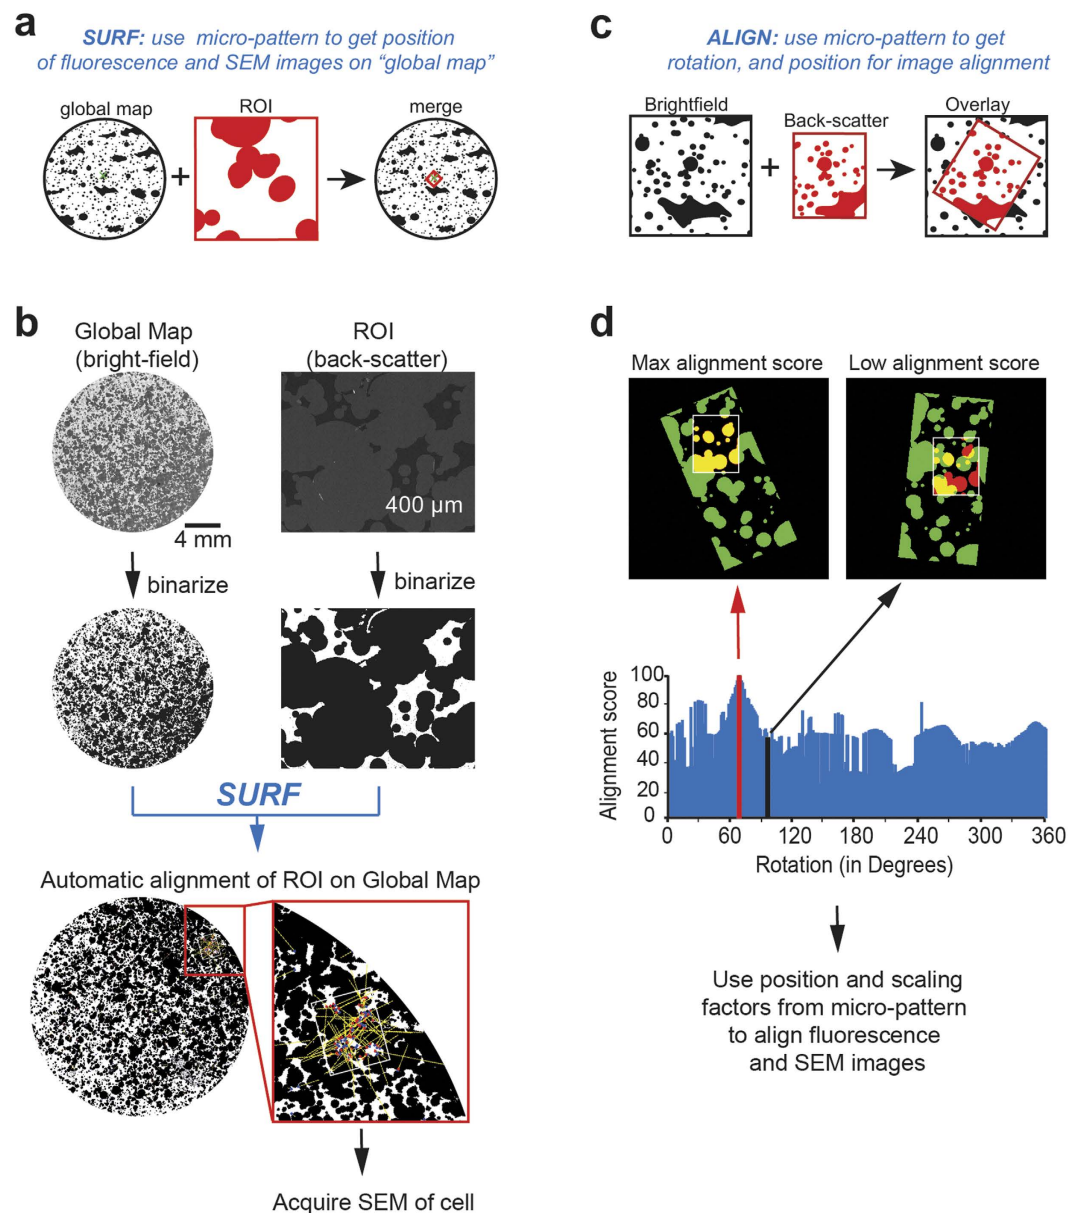 a
SURF: use micro-pattern to get position
of fluorescence and SEM images on “global map”
global map
ROI
merge
+
b
Global Map
(bright-field)
ROI
(back-scatter)
400 µm
4 mm
binarize
binarize
SURF
Automatic alignment of ROI on Global Map
Acquire SEM of cell
c
ALIGN: use micro-pattern to get
rotation, and position for image alignment
Brightfield
Back-scatter
Overlay
+
d
Max alignment score
Low alignment score
Alignment score
100
80
60
40
20
0
0 60 120 180 240 300 360
Rotation (in Degrees)
Use position and scaling
factors from micro-pattern
to align fluorescence
and SEM images